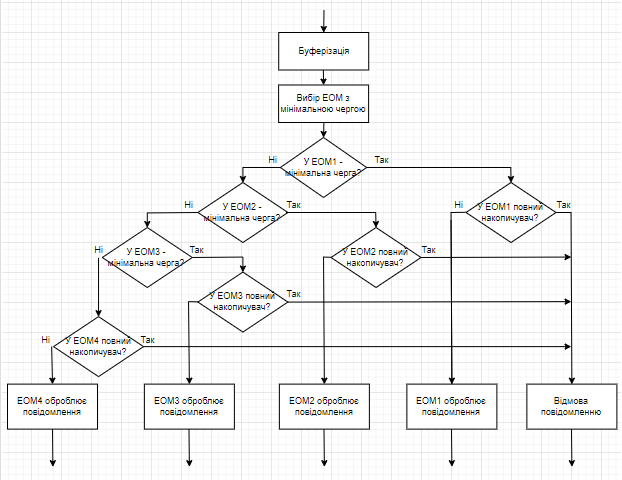 Буферізація
Вибір ЕОМ з
мінімальною чергою
У ЕОМ1 -
мінімальна черга?
Ні
Так
У ЕОМ2 -
мінімальна черга?
Ні
Так
У ЕОМ1 повний
накопичувач?
Ні
Так
У ЕОМ3 -
мінімальна черга?
Ні
Так
У ЕОМ2 повний
накопичувач?
Так
У ЕОМ3 повний
накопичувач?
Так
У ЕОМ4 повний
накопичувач?
Ні
Так
ЕОМ4 оброблює
повідомлення
ЕОМ3 оброблює
повідомлення
ЕОМ2 оброблює
повідомлення
ЕОМ1 оброблює
повідомлення
Відмова
повідомленню